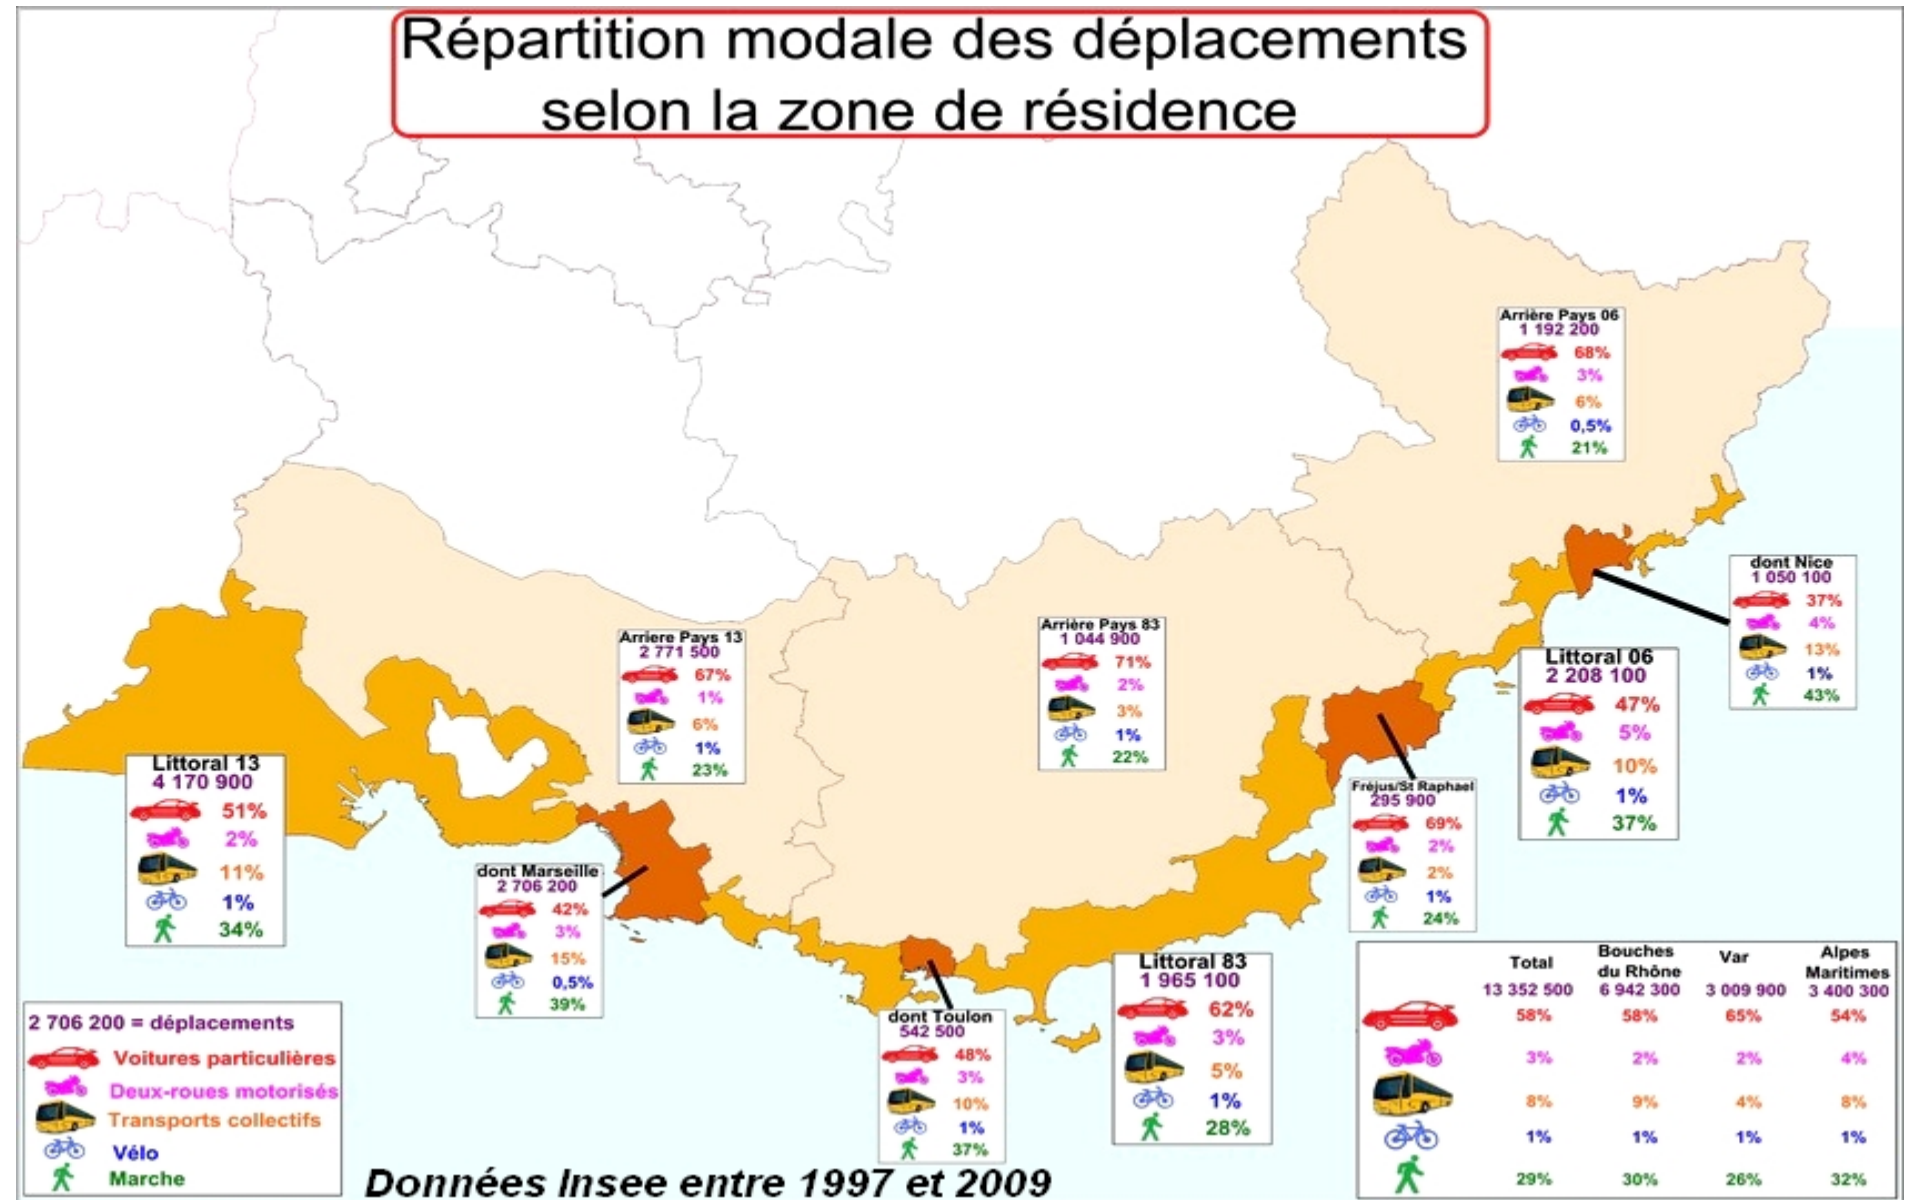 Répartition modale des déplacements
selon la zone de résidence
Arrière Pays 06
1 192 200
68%
3%
6%
0,5%
21%
dont Nice
1 050 100
37%
4%
13%
1%
43%
Arriere Pays 13
2 771 500
67%
1%
6%
1%
23%
Arrière Pays 83
1 044 900
71%
2%
3%
1%
22%
Littoral 06
2 208 100
47%
5%
10%
1%
37%
Littoral 13
4 170 900
51%
2%
11%
1%
34%
Fréjus/St Raphael
295 900
69%
2%
2%
1%
24%
dont Marseille
2 706 200
42%
3%
15%
0,5%
39%
Littoral 83
1 965 100
62%
3%
5%
1%
28%
dont Toulon
542 500
48%
3%
10%
1%
37%
2 706 200 = déplacements
Voitures particulières
Deux-roues motorisés
Transports collectifs
Vélo
Marche
Total Bouches du Rhône Var Alpes Maritimes
13 352 500 6 942 300 3 009 900 3 400 300
58% 58% 65% 54%
3% 2% 2% 4%
8% 9% 4% 8%
1% 1% 1% 1%
29% 30% 26% 32%
Données Insee entre 1997 et 2009